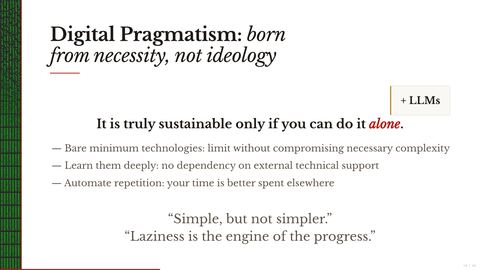 Digital Pragmatism: born
from necessity, not ideology
+ LLMs
It is truly sustainable only if you can do it alone.
— Bare minimum technologies: limit without compromising necessary complexity
— Learn them deeply: no dependency on external technical support
— Automate repetition: your time is better spent elsewhere
“Simple, but not simpler.”
“Laziness is the engine of the progress.”